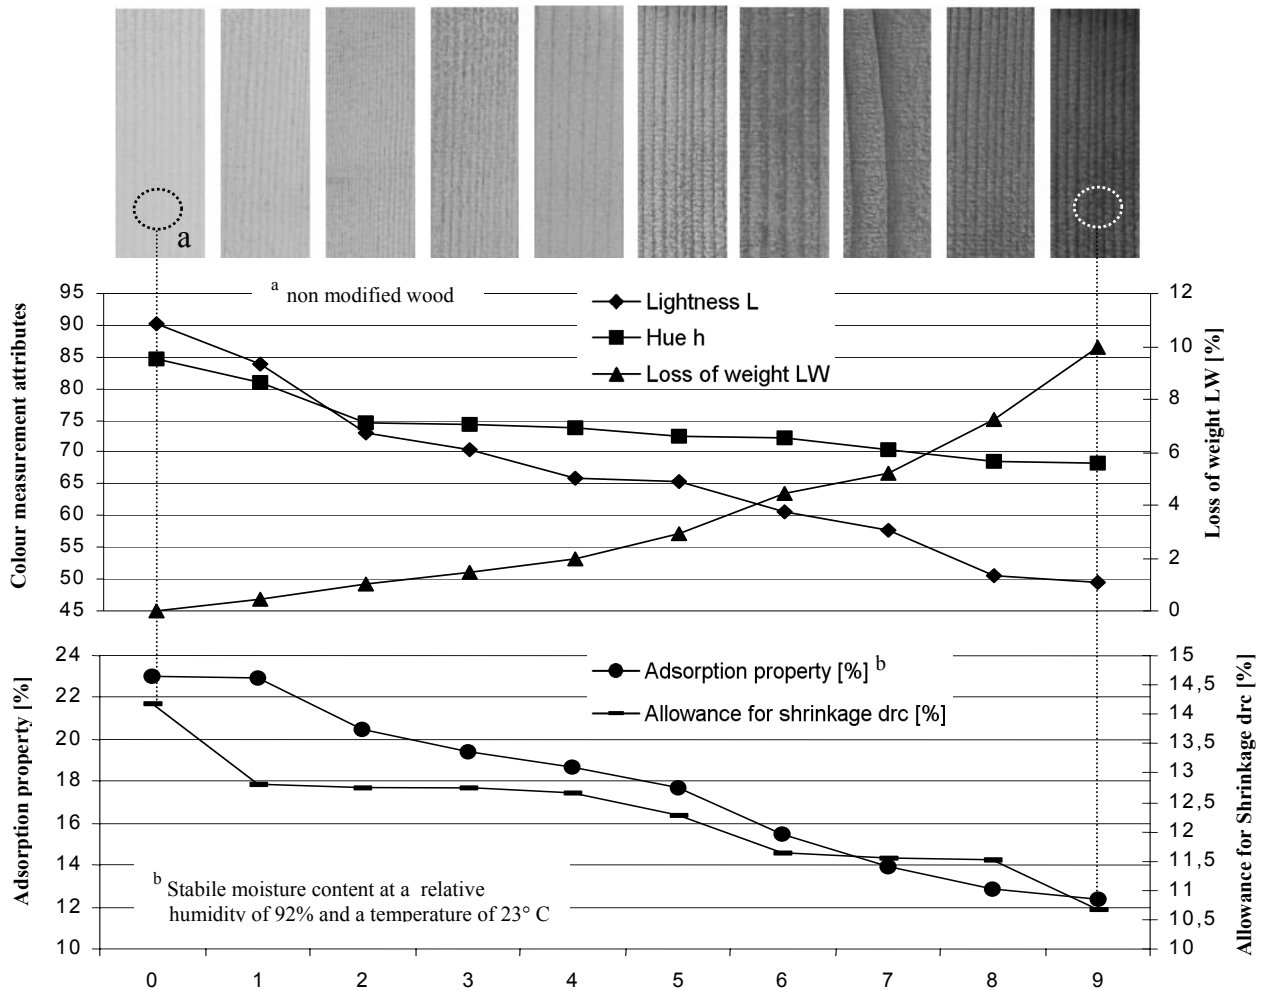 a
95
90
85
80
75
70
65
60
55
50
45
Colour measurement attributes
a non modified wood
Lightness L
Hue h
Loss of weight LW
12
10
8
6
4
2
0
Loss of weight LW [%]
24
22
20
18
16
14
12
10
Adsorption property [%]
Adsorption property [%] b
Allowance for shrinkage drc [%]
b Stabile moisture content at a relative
humidity of 92% and a temperature of 23° C
15
14,5
14
13,5
13
12,5
12
11,5
11
10,5
10
Allowance for Shrinkage drc [%]
0 1 2 3 4 5 6 7 8 9